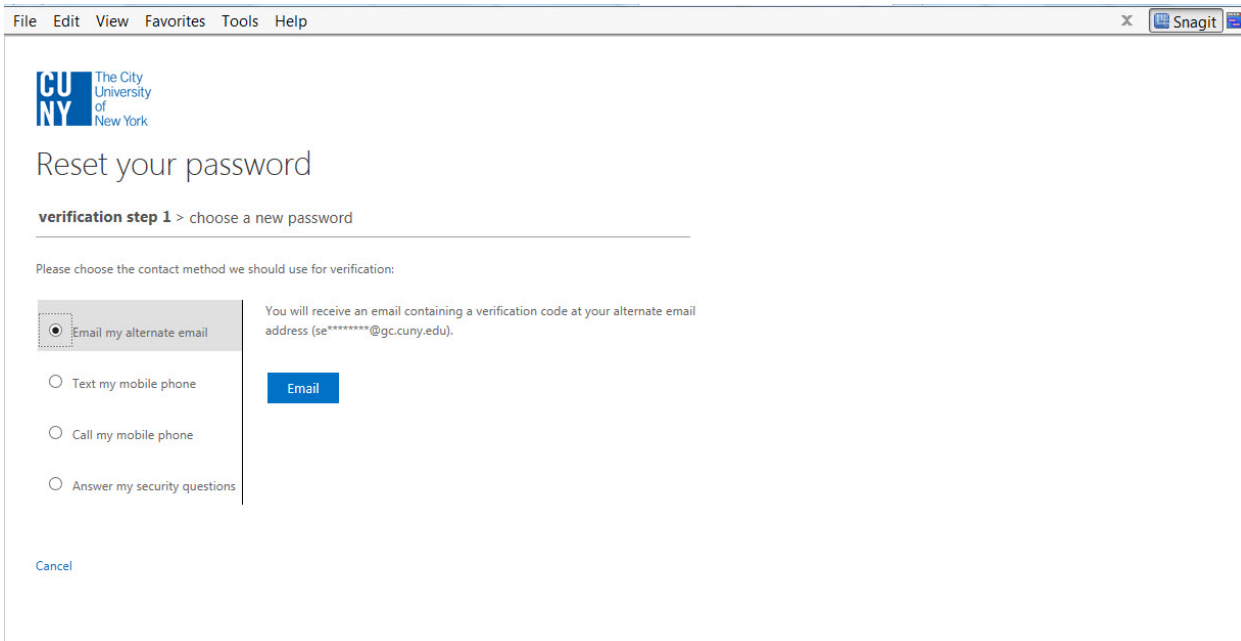 File Edit View Favorites Tools Help
X Snagit
CU
NY
The City
University
of
New York
Reset your password
verification step 1 > choose a new password
Please choose the contact method we should use for verification:
Email my alternate email
Text my mobile phone
Call my mobile phone
Answer my security questions
You will receive an email containing a verification code at your alternate email
address (se********@gc.cuny.edu).
Email
Cancel